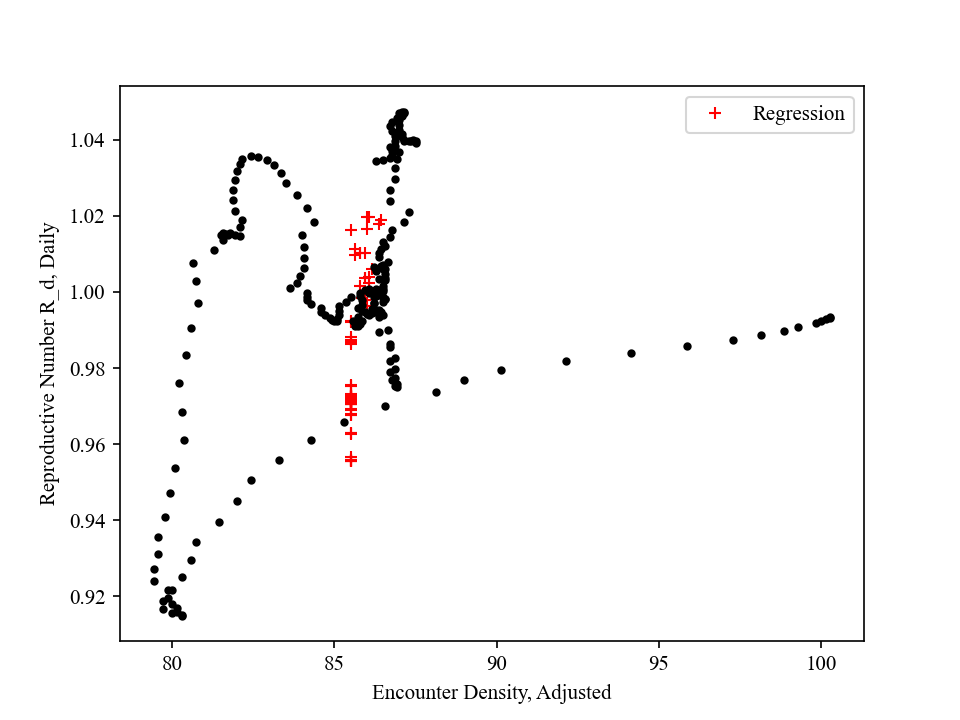 Regression
1.04
1.02
1.00
0.98
0.96
0.94
0.92
Reproductive Number R_d, Daily
80 85 90 95 100
Encounter Density, Adjusted